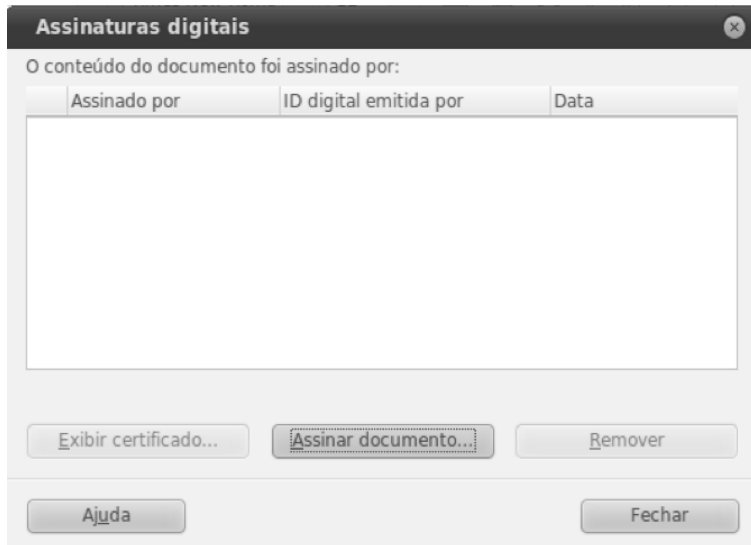 Assinaturas digitais
O conteúdo do documento foi assinado por:
Assinado por ID digital emitida por Data
Exibir certificado... Assinar documento... Remover
Ajuda Fechar